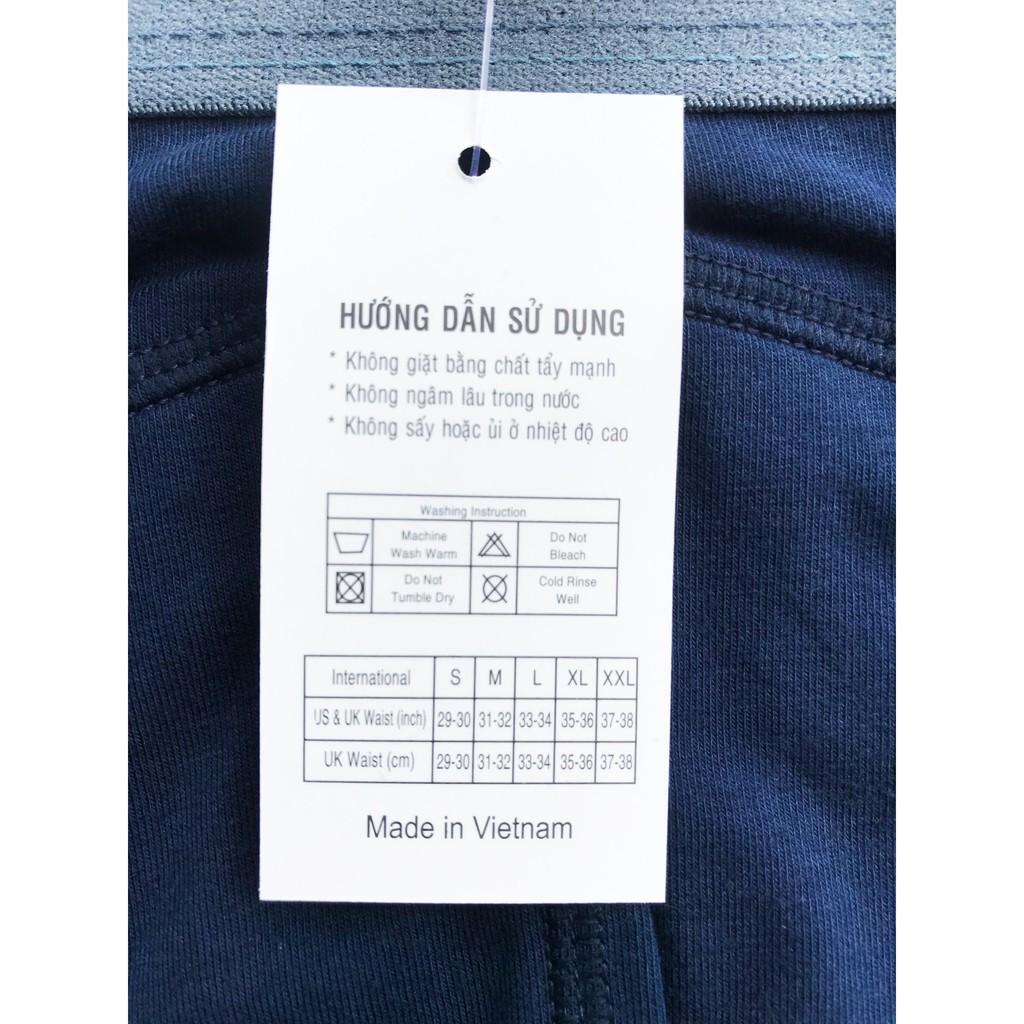 HƯỚNG DẪN SỬ DỤNG
* Không giặt bằng chất tẩy mạnh
* Không ngâm lâu trong nước
* Không sấy hoặc ủi ở nhiệt độ cao
Washing Instruction
Machine Wash Warm
Do Not Bleach
Do Not Tumble Dry
Cold Rinse Well
International S M L XL XXL
US & UK Waist (inch) 29-30 31-32 33-34 35-36 37-38
UK Waist (cm) 29-30 31-32 33-34 35-36 37-38
Made in Vietnam